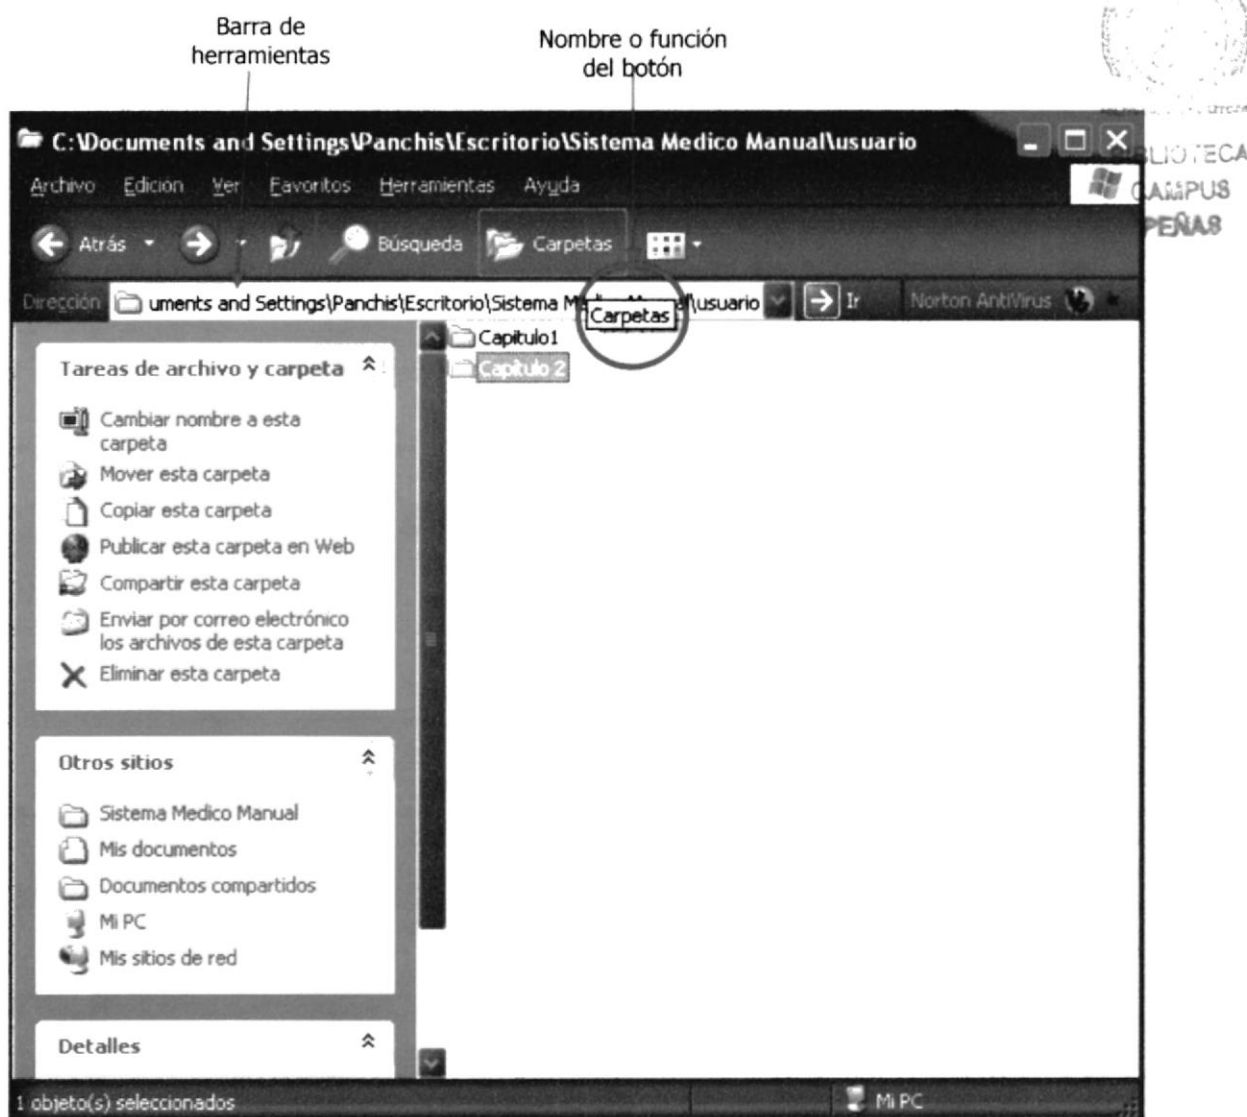 Barra de
herramientas
Nombre o función
del botón
BIBLIOTECA
CAMPUS
PEÑAS
C:\Documents and Settings\Panchis\Escritorio\Sistema Medico Manual\usuario
Archivo Edición Ver Favoritos Herramientas Ayuda
Atrás Búsqueda Carpetas
Dirección uments and Settings\Panchis\Escritorio\Sistema \usuario Ir Norton AntiVirus
Carpetas
Capitulo1
Capítulo 2
Tareas de archivo y carpeta
Cambiar nombre a esta
carpeta
Mover esta carpeta
Copiar esta carpeta
Publicar esta carpeta en Web
Compartir esta carpeta
Enviar por correo electrónico
los archivos de esta carpeta
Eliminar esta carpeta
Otros sitios
Sistema Medico Manual
Mis documentos
Documentos compartidos
Mi PC
Mis sitios de red
Detalles
1 objeto(s) seleccionados Mi PC